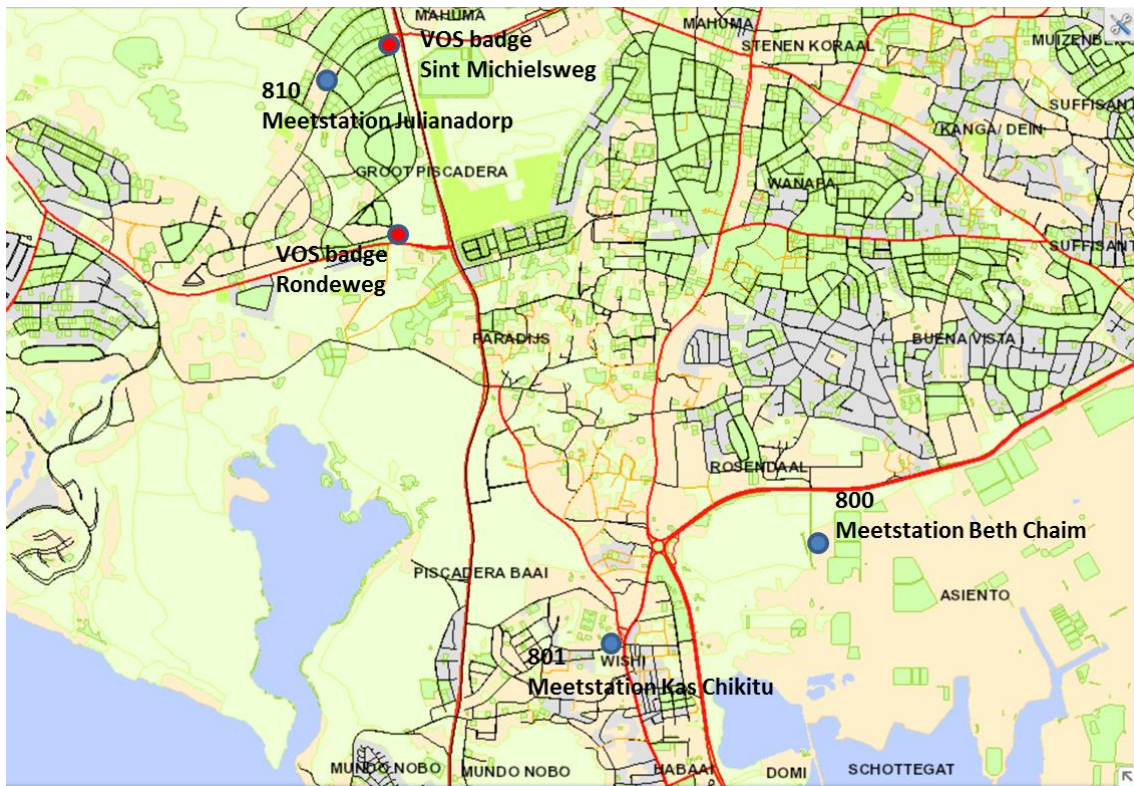 MAHUMA
VOS badge
Sint Michielsweg
MAHUMA
STENEN KORAAL
810
Meetstation Julianadorp
KANGA/ DEIN
GROOT PISCADERA
WANAPA
VOS badge
Rondeweg
PARADIJS
BUENA VISTA
ROSENDAAL
800
Meetstation Beth Chaim
PISCADERA BAAI
ASIENTO
801
WISHI
Meetstation Kas Chikitu
MUNDO NOBO
MUNDO NOBO
HABAAI
DOMI
SCHOTTEGAT
SUFFISANT
SUFFISANT